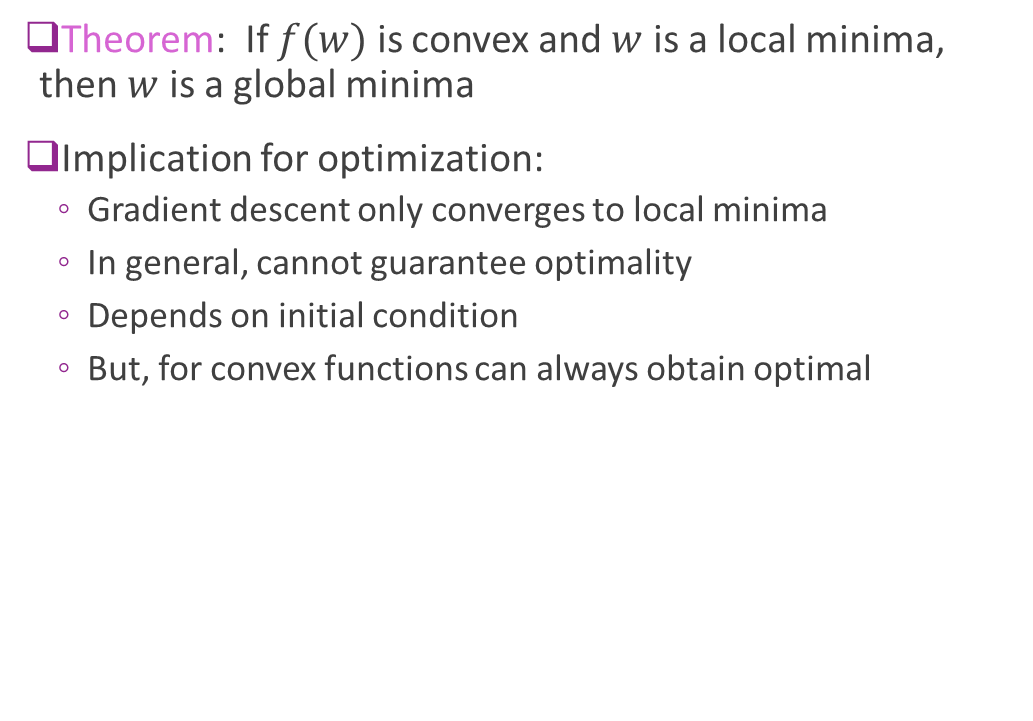 ❑Theorem: If f(w) is convex and w is a local minima,
then w is a global minima
❑Implication for optimization:
◦ Gradient descent only converges to local minima
◦ In general, cannot guarantee optimality
◦ Depends on initial condition
◦ But, for convex functions can always obtain optimal